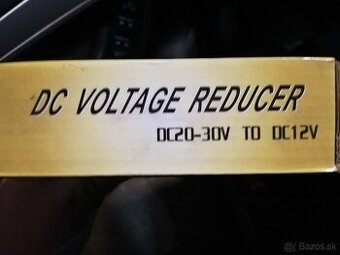 DC VOLTAGE REDUCER
DC20-30V TO DC12V
Bazos.sk